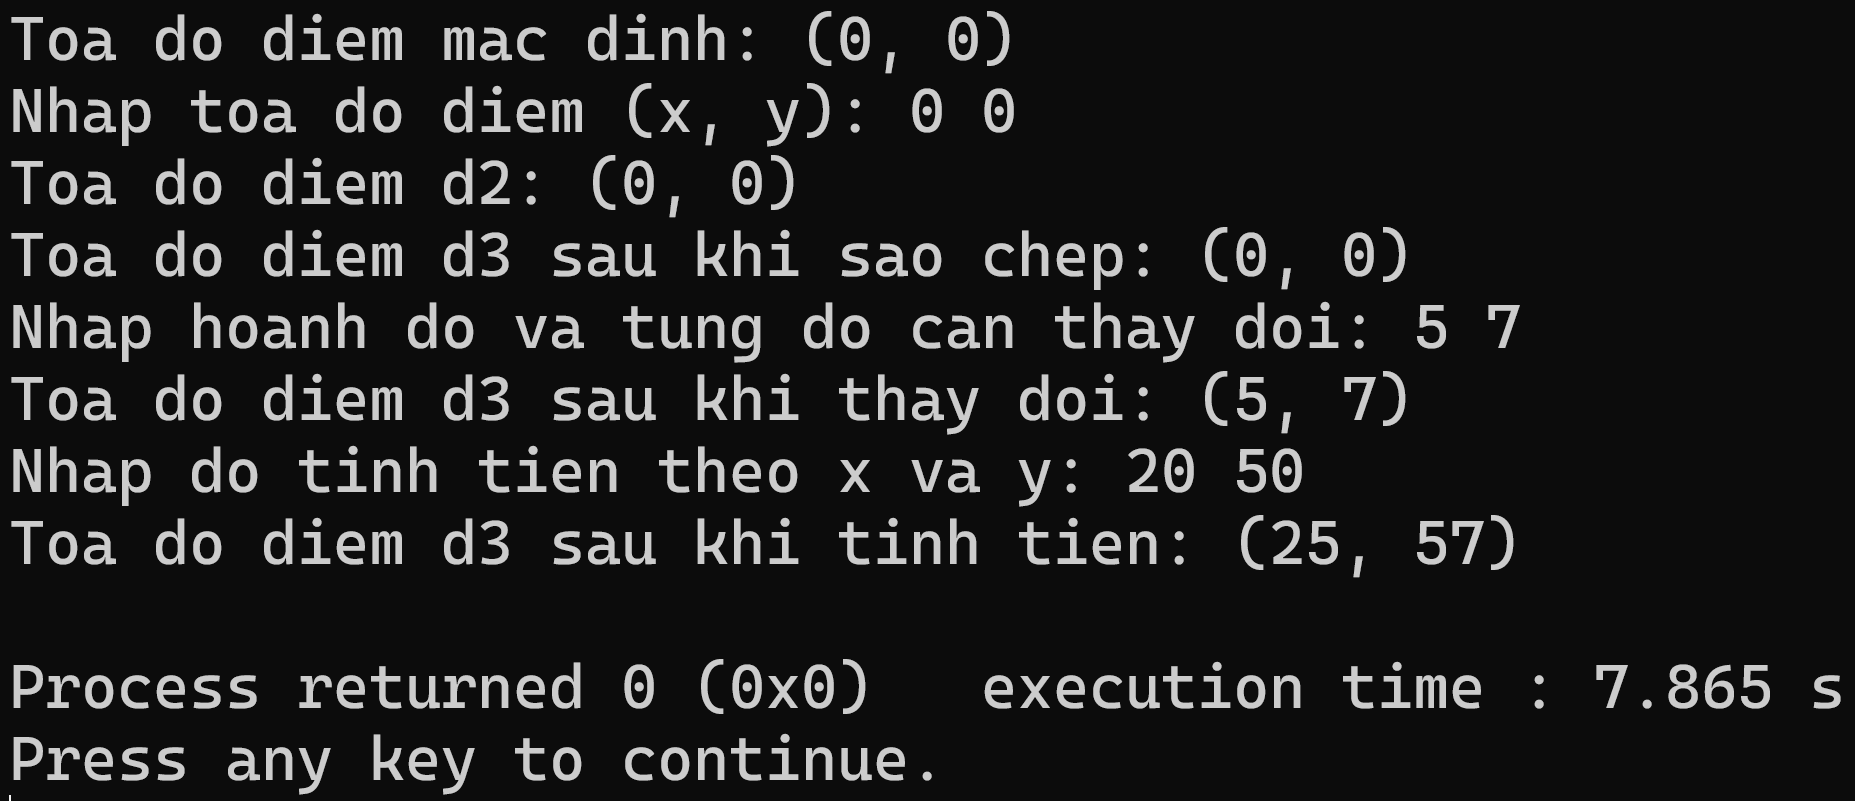 Toa do diem mac dinh: (0, 0)
Nhap toa do diem (x, y): 0 0
Toa do diem d2: (0, 0)
Toa do diem d3 sau khi sao chep: (0, 0)
Nhap hoanh do va tung do can thay doi: 5 7
Toa do diem d3 sau khi thay doi: (5, 7)
Nhap do tinh tien theo x va y: 20 50
Toa do diem d3 sau khi tinh tien: (25, 57)
Process returned 0 (0x0)   execution time : 7.865 s
Press any key to continue.